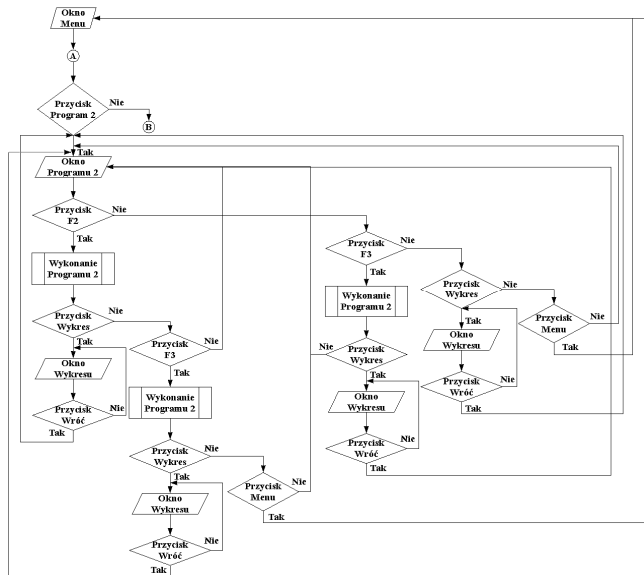 Okno
Menu
A
Przycisk
Program 2
Nie
B
Tak
Okno
Programu 2
Przycisk
F2
Nie
Tak
Wykonanie
Programu 2
Przycisk
Wykres
Nie
Tak
Okno
Wykresu
Przycisk
Wróć
Nie
Tak
Przycisk
F3
Nie
Tak
Wykonanie
Programu 2
Przycisk
Wykres
Nie
Tak
Okno
Wykresu
Przycisk
Wróć
Nie
Tak
Przycisk
Menu
Nie
Tak
Przycisk
F3
Nie
Tak
Wykonanie
Programu 2
Przycisk
Wykres
Nie
Tak
Okno
Wykresu
Przycisk
Wróć
Nie
Tak
Przycisk
Wykres
Nie
Tak
Okno
Wykresu
Przycisk
Wróć
Nie
Tak
Przycisk
Menu
Nie
Tak